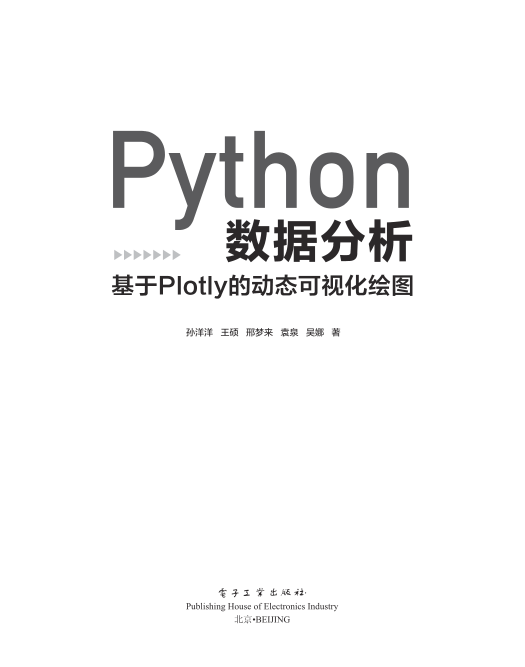 Python
数据分析
基于Plotly的动态可视化绘图
孙洋洋 王硕 邢梦来 袁泉 吴娜 著
电子工业出版社
Publishing House of Electronics Industry
北京•BEIJING